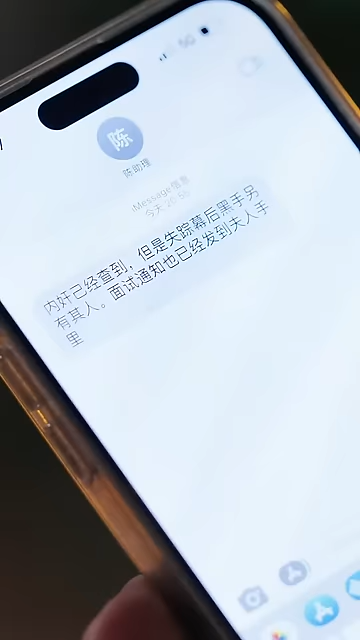 5G
陈
陈助理
iMessage信息
今天 20:55
内奸已经查到，但是失踪幕后黑手另
有其人。面试通知也已经发到夫人手
里